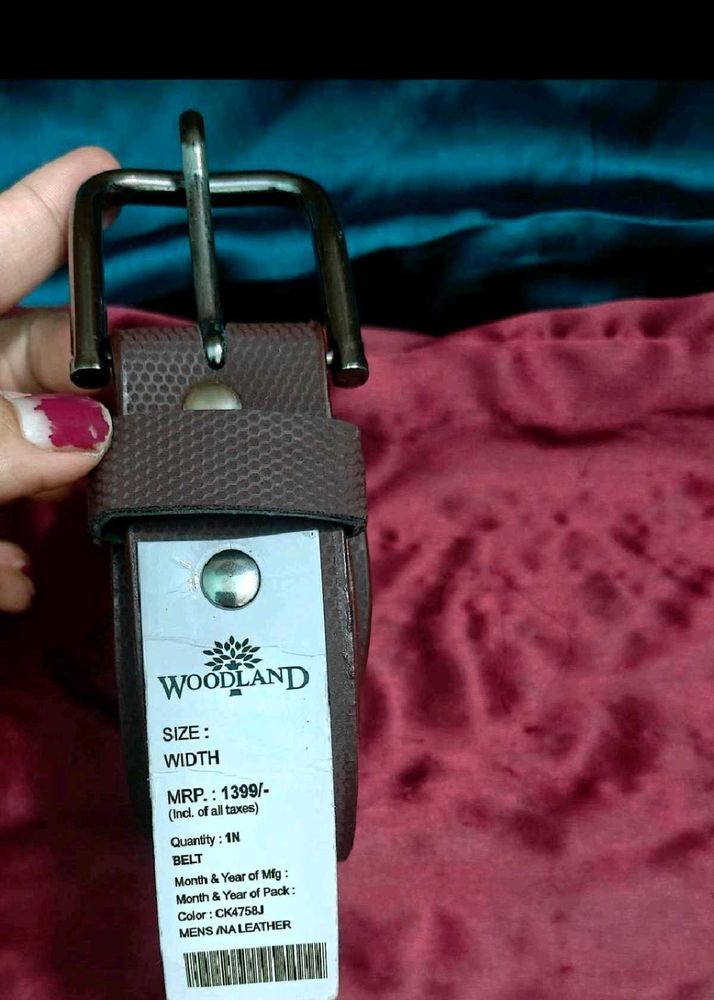 WOODLAND
SIZE :
WIDTH
MRP. : 1399/-
(Incl. of all taxes)
Quantity : 1N
BELT
Month & Year of Mfg :
Month & Year of Pack :
Color : CK4758J
MENS /NA LEATHER